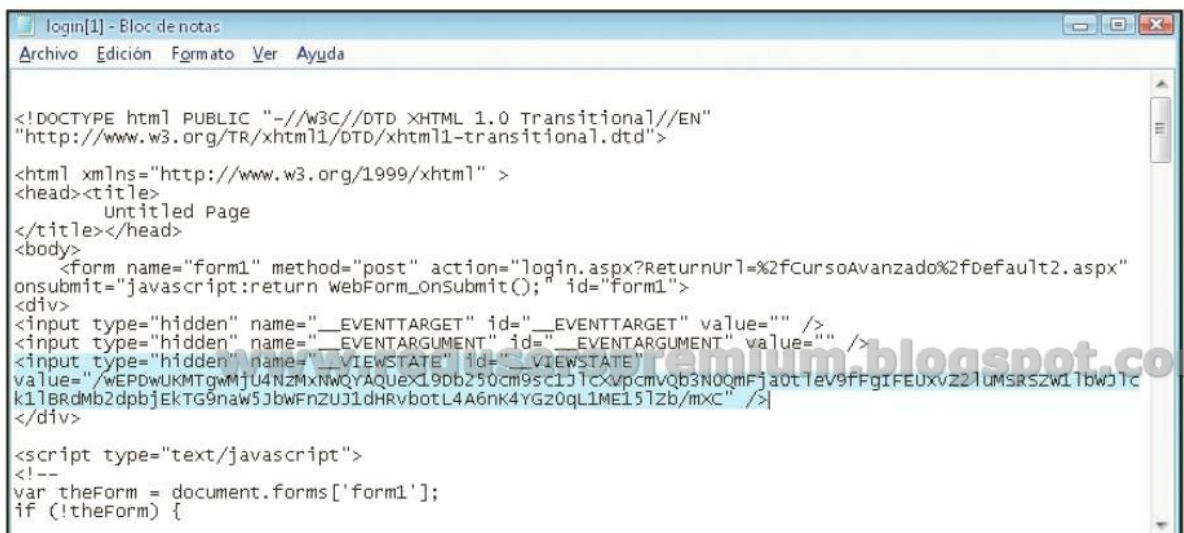 login[1] - Bloc de notas
Archivo Edición Formato Ver Ayuda
<!DOCTYPE html PUBLIC "-//W3C//DTD XHTML 1.0 Transitional//EN"
"http://www.w3.org/TR/xhtml1/DTD/xhtml1-transitional.dtd">
<html xmlns="http://www.w3.org/1999/xhtml" >
<head><title>
Untitled Page
</title></head>
<body>
<form name="form1" method="post" action="login.aspx?ReturnUrl=%2fCursoAvanzado%2fDefault2.aspx"
onsubmit="javascript:return WebForm_OnSubmit();" id="form1">
<div>
<input type="hidden" name="__EVENTTARGET" id="__EVENTTARGET" value="" />
<input type="hidden" name="__EVENTARGUMENT" id="__EVENTARGUMENT" value="" />
<input type="hidden" name="__VIEWSTATE" id="__VIEWSTATE"
value="/wEPDwUKMTgwMjU4NzMxNWQYAQUeX19Db250cm9sc1JlcXVpcmVQb3N0QmFja0tleV9fFgIFEUxvZ2luMSRSZW1lbWJlc
k1lBRdMb2dpbjEkTG9naW5JbWFnZUJ1dHRvbotL4A6nK4YGz0qL1ME15lZb/mXC" />
</div>
<script type="text/javascript">
<!--
var theForm = document.forms['form1'];
if (!theForm) {